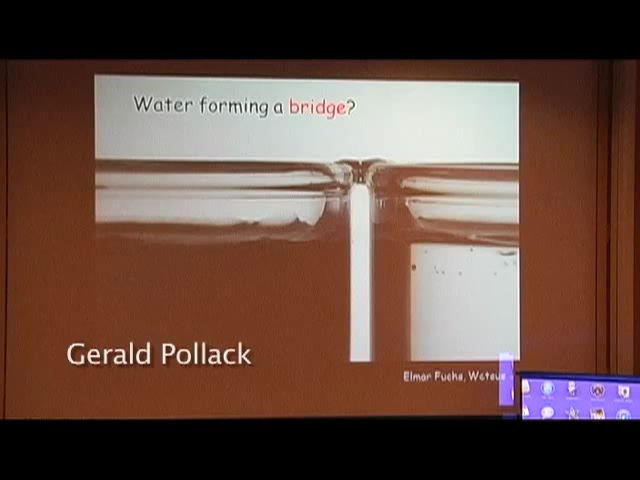 Water forming a bridge?
Gerald Pollack
Elmar Fuchs, Wetsus